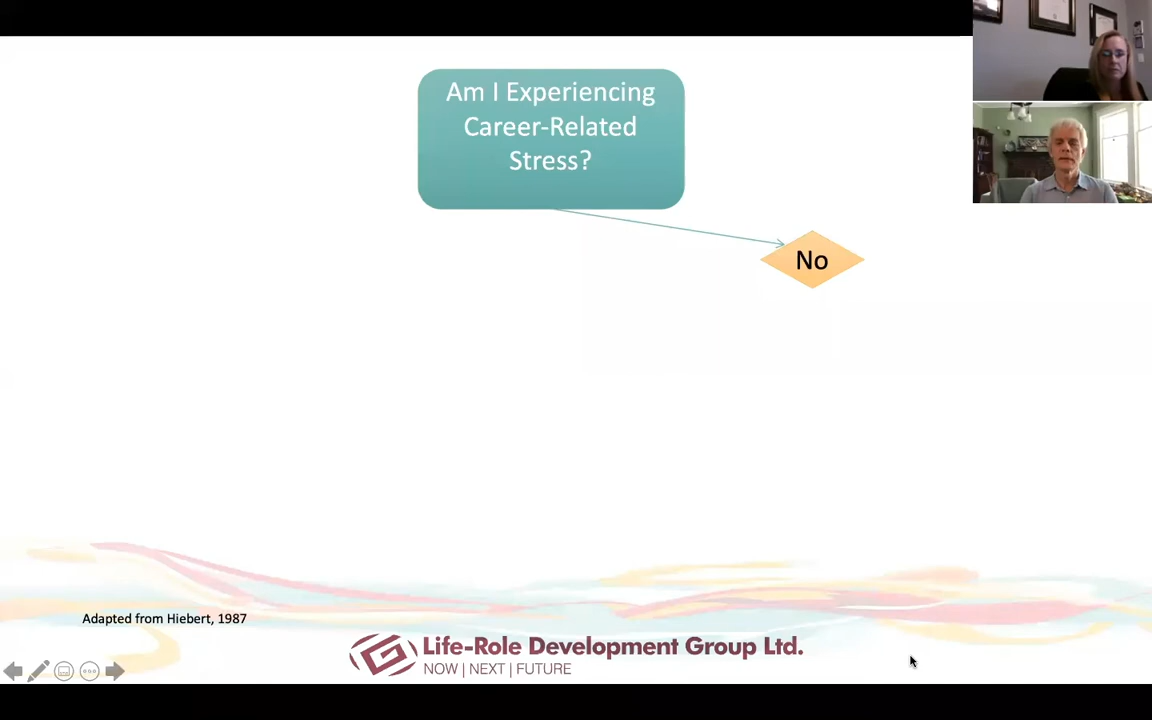 Am I Experiencing
Career-Related
Stress?
No
Adapted from Hiebert, 1987
Life-Role Development Group Ltd.
NOW | NEXT | FUTURE